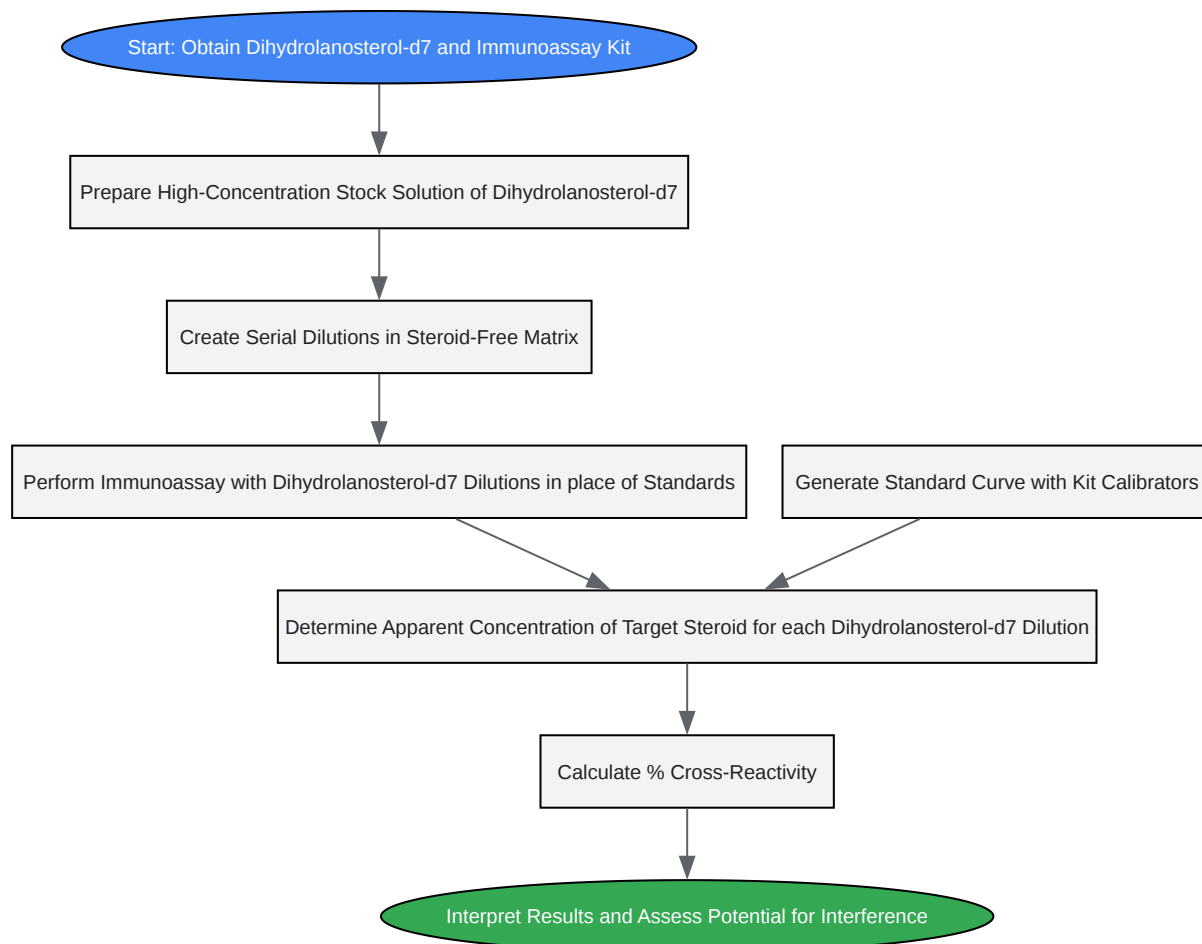 Start: Obtain Dihydrolanosterol-d7 and Immunoassay Kit
Prepare High-Concentration Stock Solution of Dihydrolanosterol-d7
Create Serial Dilutions in Steroid-Free Matrix
Perform Immunoassay with Dihydrolanosterol-d7 Dilutions in place of Standards
Generate Standard Curve with Kit Calibrators
Determine Apparent Concentration of Target Steroid for each Dihydrolanosterol-d7 Dilution
Calculate % Cross-Reactivity
Interpret Results and Assess Potential for Interference